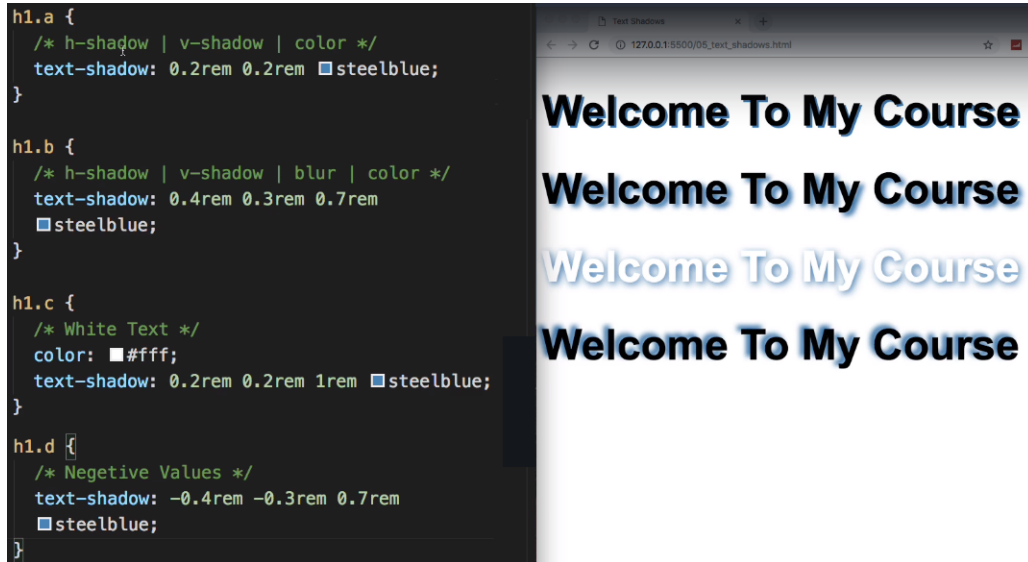 h1.a {
/* h-shadow | v-shadow | color */
text-shadow: 0.2rem 0.2rem steelblue;
}
h1.b {
/* h-shadow | v-shadow | blur | color */
text-shadow: 0.4rem 0.3rem 0.7rem
steelblue;
}
h1.c {
/* White Text */
color: #fff;
text-shadow: 0.2rem 0.2rem 1rem steelblue;
}
h1.d {
/* Negetive Values */
text-shadow: -0.4rem -0.3rem 0.7rem
steelblue;
}
Text Shadows
127.0.0.1:5500/05_text_shadows.html
Welcome To My Course
Welcome To My Course
Welcome To My Course
Welcome To My Course